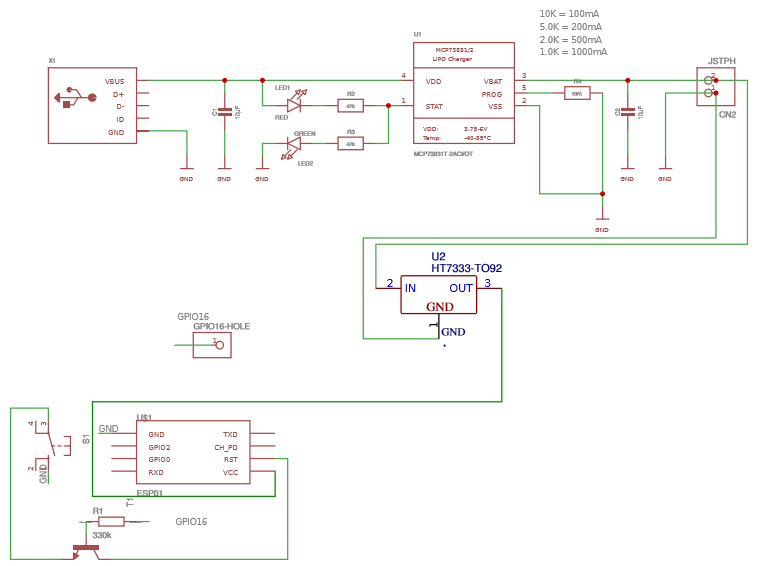 10K = 100mA
5.0K = 200mA
2.0K = 500mA
1.0K = 1000mA
X1
VBUS
D+
D-
ID
GND
GND
C1
10µF
GND
LED1
RED
R2
470
GREEN
LED2
R3
470
GND
U1
MCP73831/2
LIPO Charger
4
VDD
VBAT
3
PROG
5
1
STAT
VSS
2
VDD: 3.75-6V
Temp: -40-85°C
MCP73831T-2ACI/OT
R4
GND
C2
10µF
GND
GND
JSTPH
2
1
CN2
U2
HT7333-TO92
2
IN
OUT
3
GND
1
GND
GPIO16
GPIO16-HOLE
1
4
3
2
GND
S1
U$1
GND
GND
TXD
GPIO2
CH_PD
GPIO0
RST
RXD
VCC
ESP01
T1
R1
330k
GPIO16